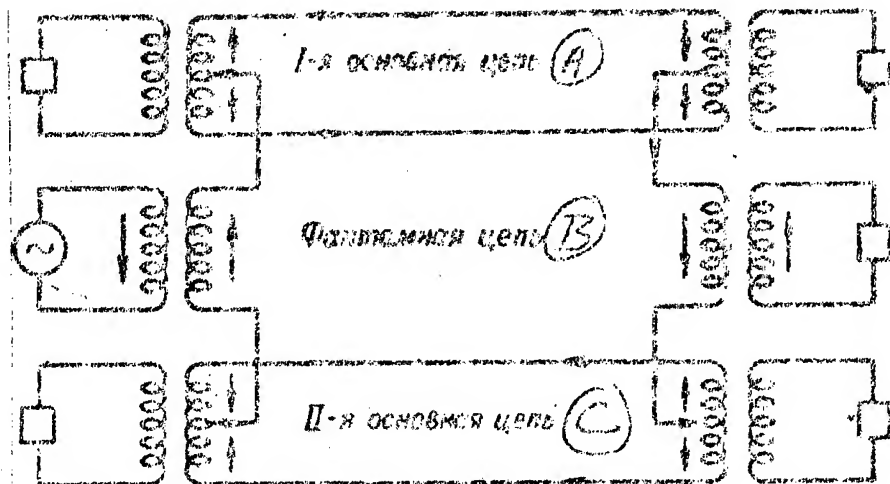 I-я основная цепь A
Фантомная цепь B
II-я основная цепь C